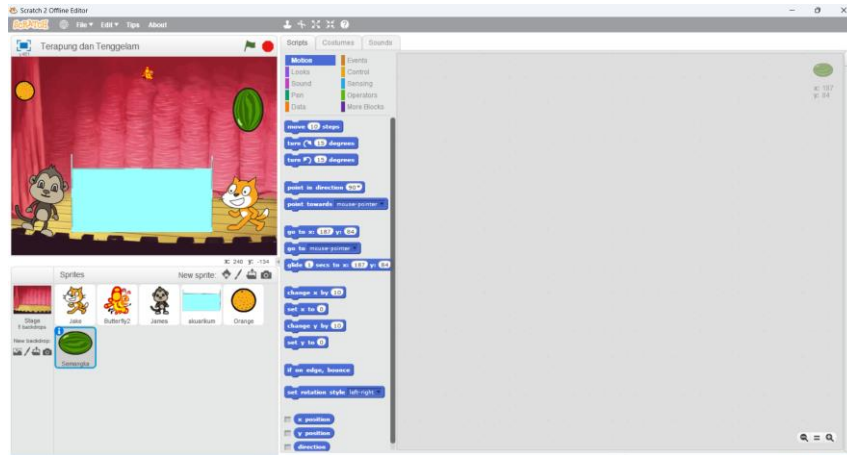 Scratch 2 Offline Editor
SCRATCH File Edit Tips About
Terapung dan Tenggelam
X: 240 Y: -134
Sprites New sprite:
Stage
5 backdrops
New backdrop
Jake
Butterfly2
James
akuarium
Orange
Semangka
Scripts Costumes Sounds
Motion Events
Looks Control
Sound Sensing
Pen Operators
Data More Blocks
move 10 steps
turn 15 degrees
turn 15 degrees
point in direction 90
point towards mouse-pointer
go to x: 187 y: 84
go to mouse-pointer
glide 1 secs to x: 187 y: 84
change x by 10
set x to 0
change y by 10
set y to 0
if on edge, bounce
set rotation style left-right
x position
y position
direction
x: 187
y: 84